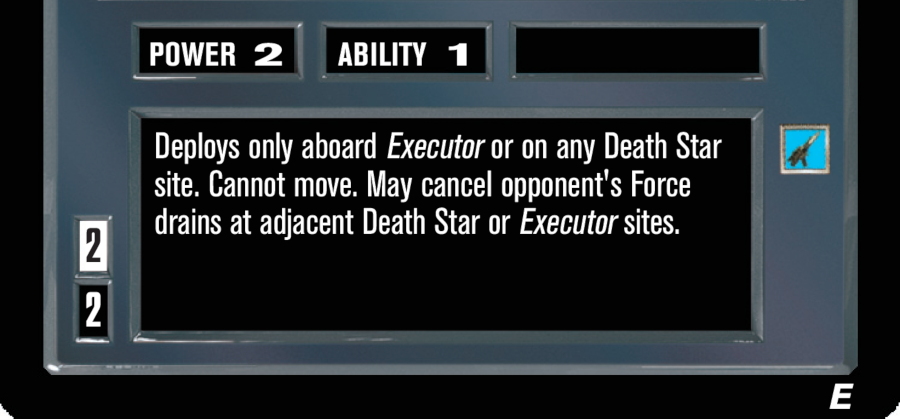 POWER 2 ABILITY 1
Deploys only aboard Executor or on any Death Star
site. Cannot move. May cancel opponent's Force
drains at adjacent Death Star or Executor sites.
2
2
E